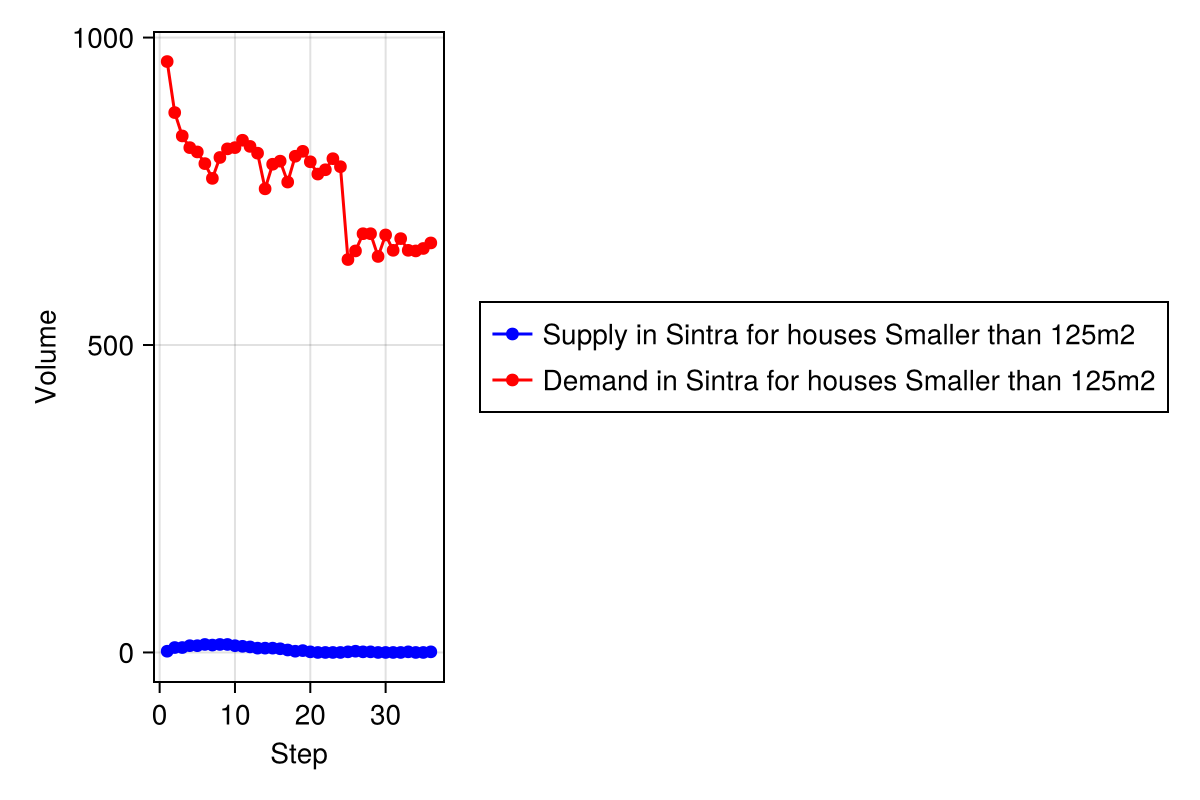 1000
500
0
Volume
0 10 20 30
Step
Supply in Sintra for houses Smaller than 125m2
Demand in Sintra for houses Smaller than 125m2